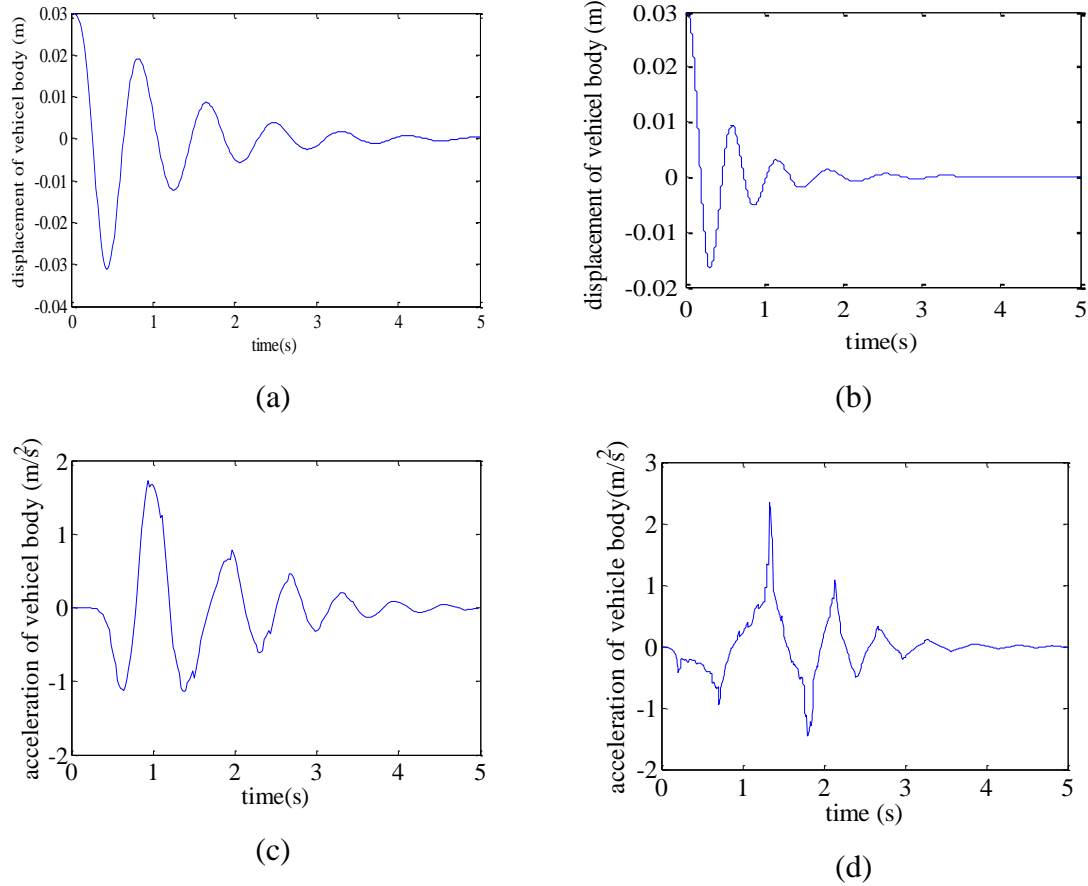 displacement of vehicel body (m)
0.03
0.02
0.01
0
-0.01
-0.02
-0.03
-0.04
0 1 2 3 4 5
time(s)
(a)
displacement of vehicel body (m)
0.03
0.02
0.01
0
-0.01
-0.02
0 1 2 3 4 5
time(s)
(b)
acceleration of vehicel body (m/s²)
2
1
0
-1
-2
0 1 2 3 4 5
time(s)
(c)
acceleration of vehicle body(m/s²)
3
2
1
0
-1
-2
0 1 2 3 4 5
time (s)
(d)